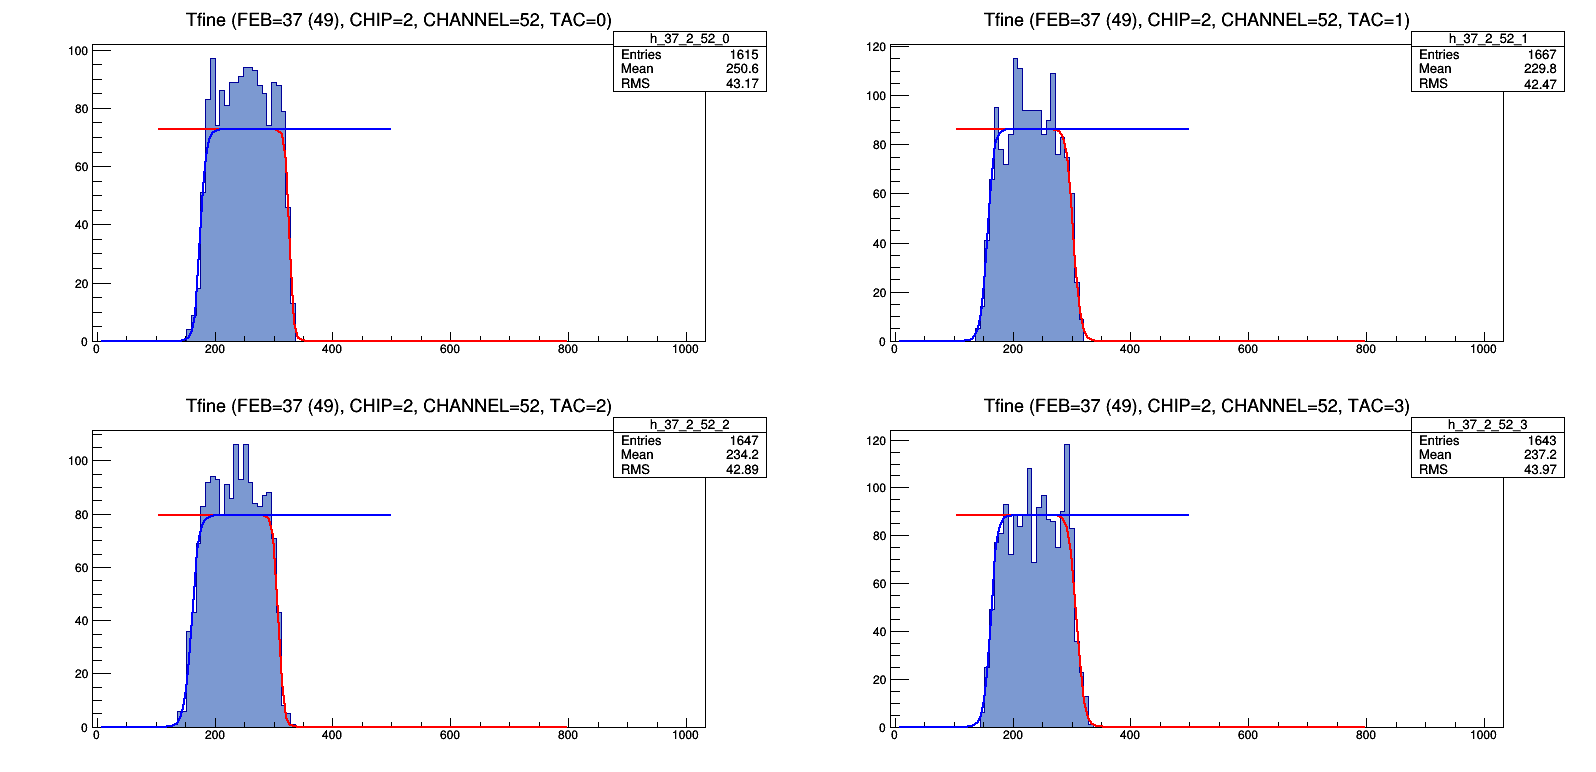 Tfine (FEB=37 (49), CHIP=2, CHANNEL=52, TAC=0)
h_37_2_52_0
Entries 1615
Mean 250.6
RMS 43.17
100
80
60
40
20
0
0 200 400 600 800 1000
Tfine (FEB=37 (49), CHIP=2, CHANNEL=52, TAC=1)
h_37_2_52_1
Entries 1667
Mean 229.8
RMS 42.47
120
100
80
60
40
20
0
0 200 400 600 800 1000
Tfine (FEB=37 (49), CHIP=2, CHANNEL=52, TAC=2)
h_37_2_52_2
Entries 1647
Mean 234.2
RMS 42.89
100
80
60
40
20
0
0 200 400 600 800 1000
Tfine (FEB=37 (49), CHIP=2, CHANNEL=52, TAC=3)
h_37_2_52_3
Entries 1643
Mean 237.2
RMS 43.97
120
100
80
60
40
20
0
0 200 400 600 800 1000